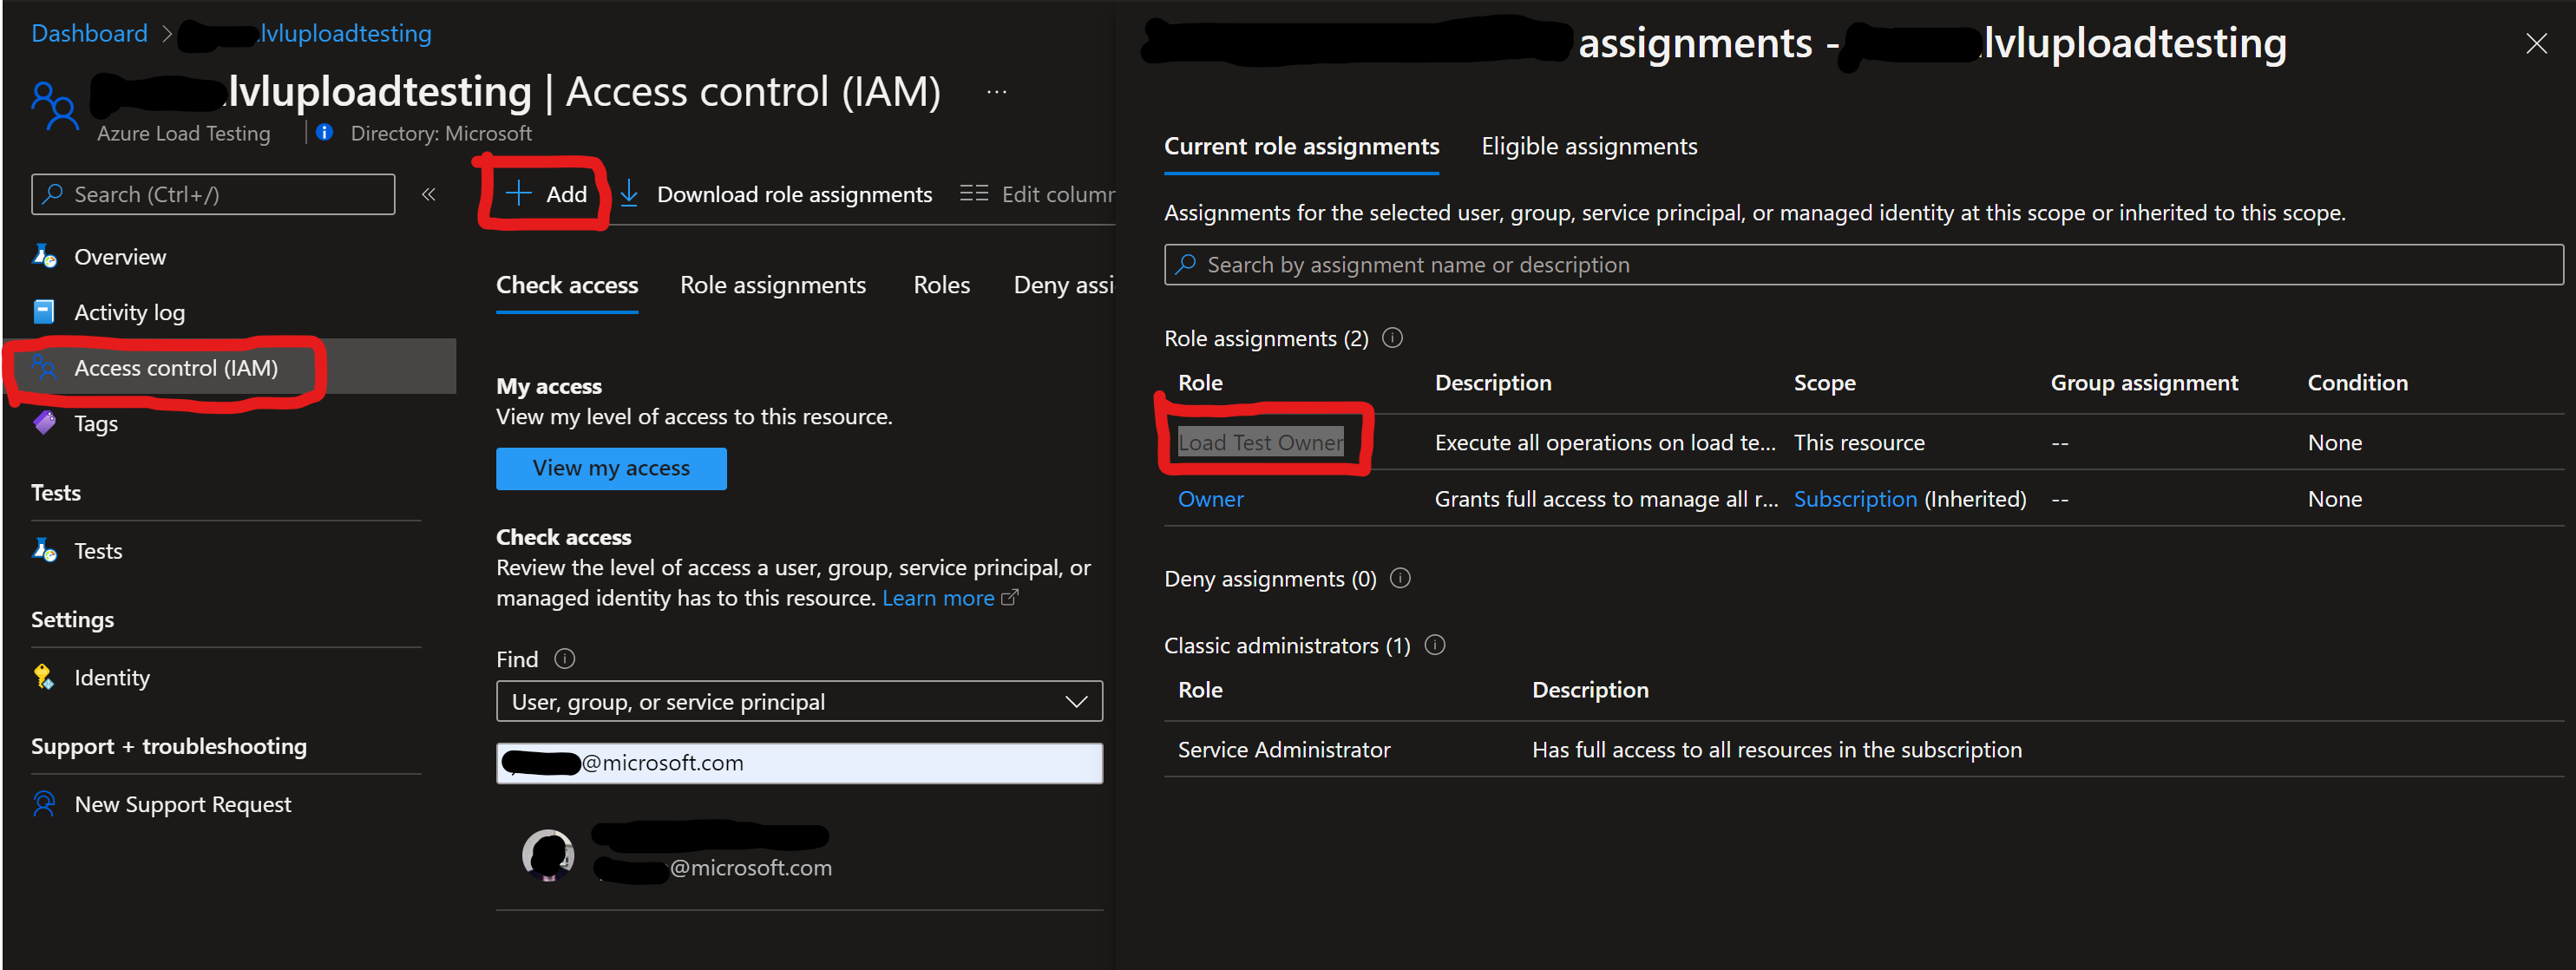 Dashboard > lvluploadtesting
lvluploadtesting | Access control (IAM) ...
Azure Load Testing | Directory: Microsoft
Search (Ctrl+/)
«
Overview
Activity log
Access control (IAM)
Tags
Tests
Tests
Settings
Identity
Support + troubleshooting
New Support Request
+ Add
Download role assignments
Edit column
Check access
Role assignments
Roles
Deny assi
My access
View my level of access to this resource.
View my access
Check access
Review the level of access a user, group, service principal, or
managed identity has to this resource. Learn more
Find
User, group, or service principal
@microsoft.com
@microsoft.com
assignments - lvluploadtesting
Current role assignments
Eligible assignments
Assignments for the selected user, group, service principal, or managed identity at this scope or inherited to this scope.
Search by assignment name or description
Role assignments (2)
Role Description Scope Group assignment Condition
Load Test Owner Execute all operations on load te... This resource -- None
Owner Grants full access to manage all r... Subscription (Inherited) -- None
Deny assignments (0)
Classic administrators (1)
Role Description
Service Administrator Has full access to all resources in the subscription